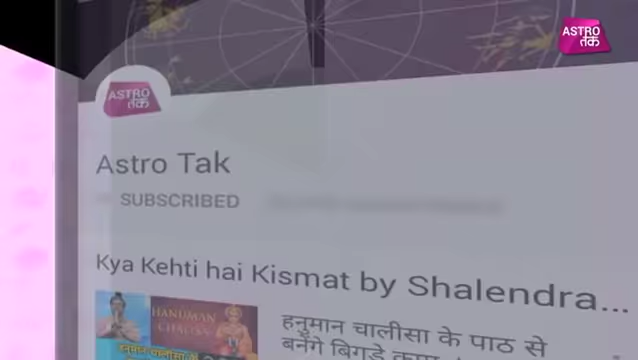 ASTRO
तक
ASTRO
तक
Astro Tak
SUBSCRIBED
Kya Kehti hai Kismat by Shalendra...
HANUMAN
CHALISA
हनुमान चालीसा के पाठ से
बनेंगे बिगड़े काम